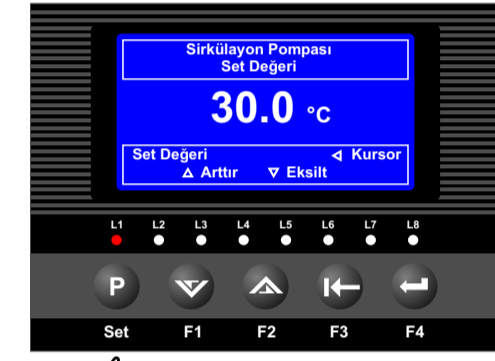 Sirkülayon Pompası
Set Değeri
30.0 °C
Set Değeri ◁ Kursor
△ Arttır ▽ Eksilt
L1 L2 L3 L4 L5 L6 L7 L8
P
Set F1 F2 F3 F4